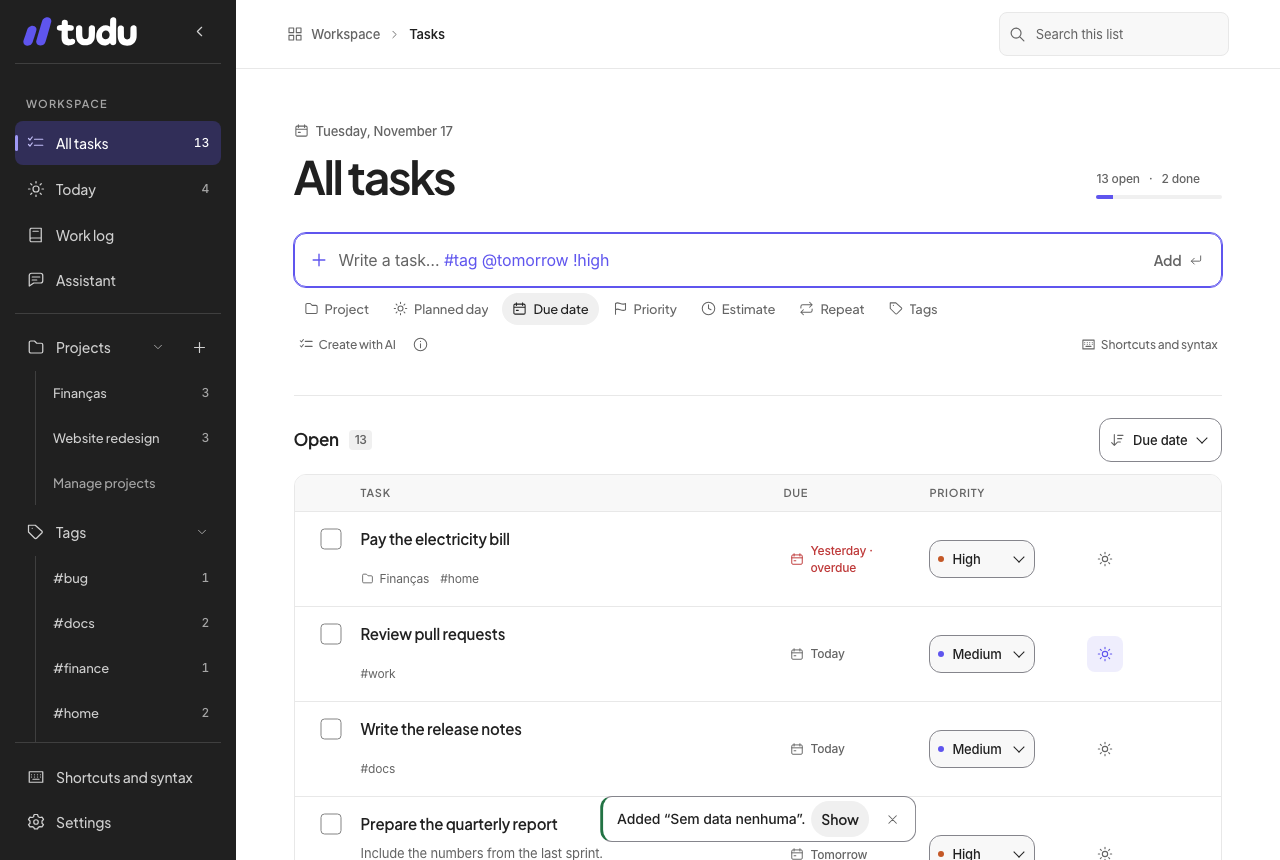 tudu
Workspace
Tasks
Search this list
WORKSPACE
All tasks 13
Today 4
Work log
Assistant
Projects
Finanças 3
Website redesign 3
Manage projects
Tags
#bug 1
#docs 2
#finance 1
#home 2
Shortcuts and syntax
Settings
Tuesday, November 17
All tasks
13 open · 2 done
Write a task... #tag @tomorrow !high
Add
Project Planned day Due date Priority Estimate Repeat Tags
Create with AI
Shortcuts and syntax
Open 13
Due date
TASK DUE PRIORITY
Pay the electricity bill
Finanças #home
Yesterday ·
overdue
High
Review pull requests
#work
Today
Medium
Write the release notes
#docs
Today
Medium
Prepare the quarterly report
Include the numbers from the last sprint.
Tomorrow
High
Added “Sem data nenhuma”. Show